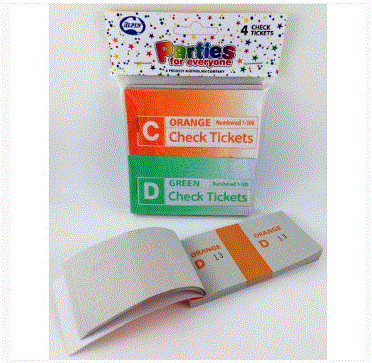 ALPEN
4 CHECK
TICKETS
Parties
for everyone
A PROUDLY AUSTRALIAN COMPANY
C ORANGE Numbered 1-100
Check Tickets
D GREEN Numbered 1-100
Check Tickets
ORANGE
D 13
ORANGE
D 13